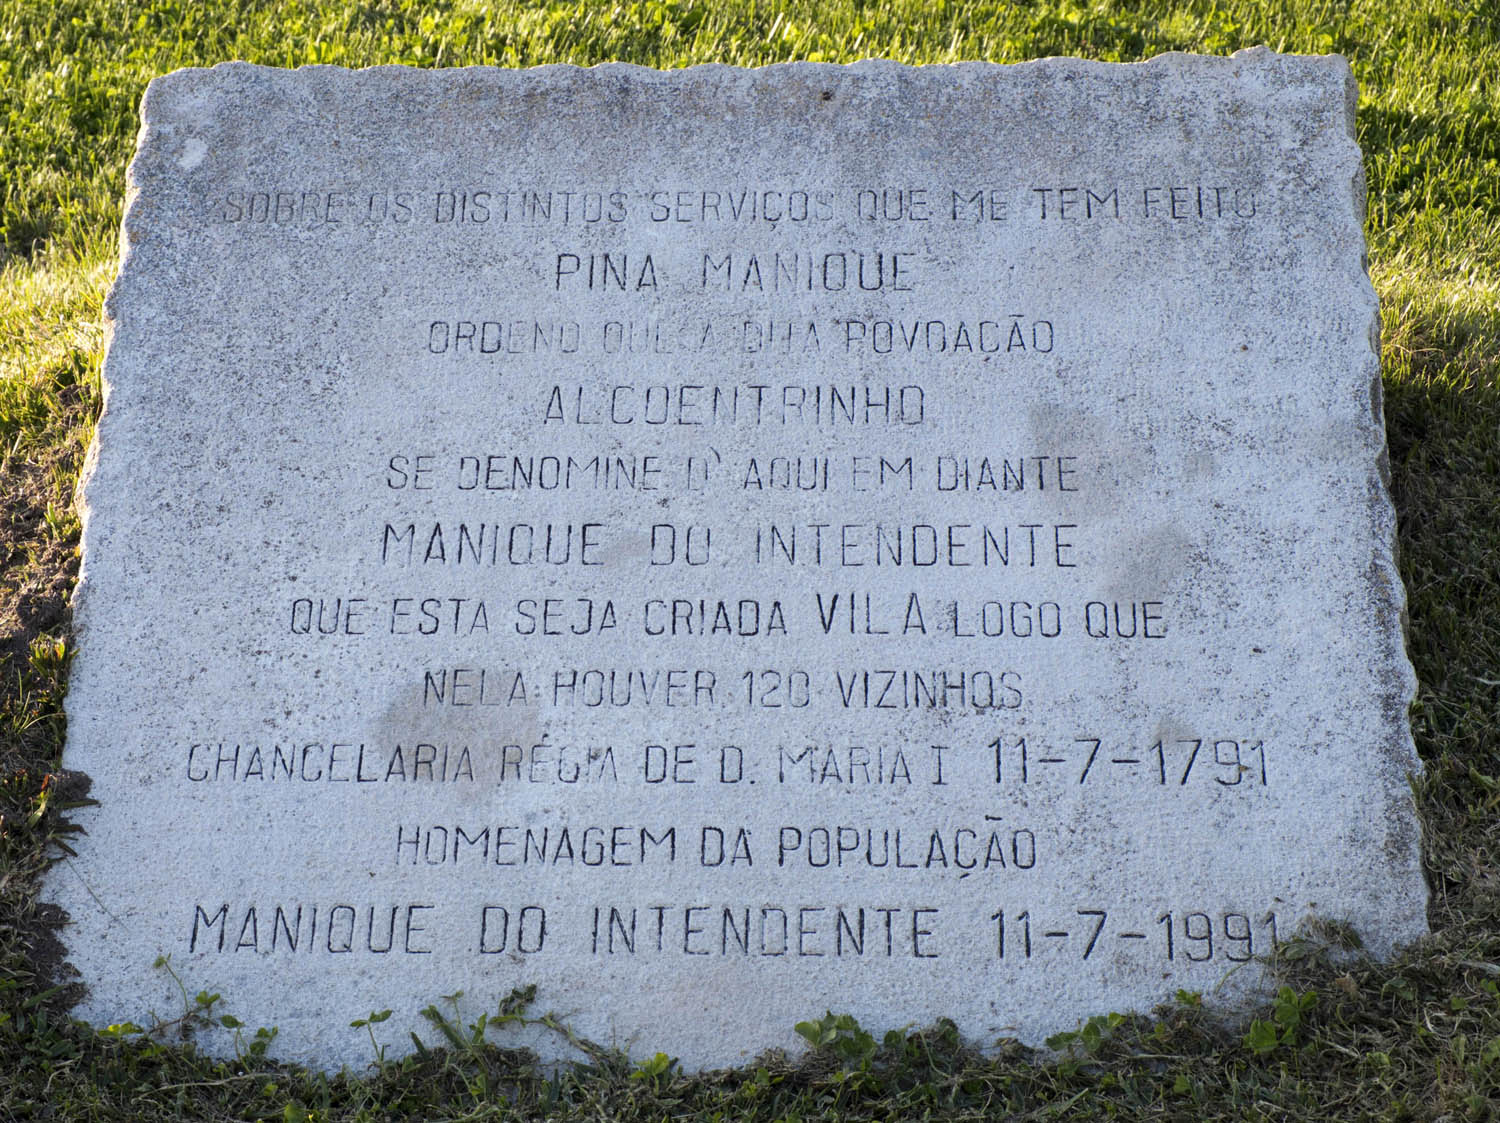 SOBRE OS DISTINTOS SERVIÇOS QUE ME TEM FEITO
PINA MANIQUE
ORDENO QUE A DITA POVOAÇÃO
ALCOENTRINHO
SE DENOMINE D' AQUI EM DIANTE
MANIQUE DO INTENDENTE
QUE ESTA SEJA CRIADA VILA LOGO QUE
NELA HOUVER 120 VIZINHOS
CHANCELARIA RÉGIA DE D. MARIA I 11-7-1791
HOMENAGEM DA POPULAÇÃO
MANIQUE DO INTENDENTE 11-7-1991